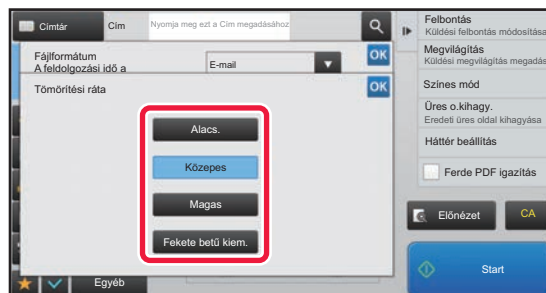 Címtár
Cím
Nyomja meg ezt a Cím megadásához
Fájlformátum
A feldolgozási idő a
E-mail
OK
Tömörítési ráta
OK
Alacs.
Közepes
Magas
Fekete betű kiem.
Egyéb
Felbontás
Küldési felbontás módosítása
Megvilágítás
Küldési megvilágítás megadás
Színes mód
Üres o.kihagy.
Eredeti üres oldal kihagyása
Háttér beállítás
Ferde PDF igazítás
Előnézet
CA
Start